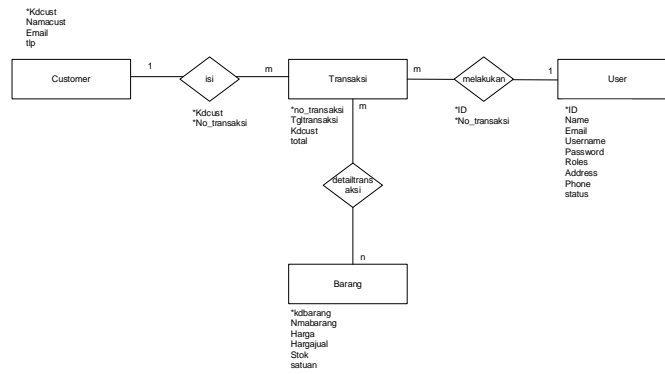 *Kdcust
Namacust
Email
tlp
Customer
1
isi
m
Transaksi
m
melakukan
1
User
*Kdcust
*No_transaksi
*no_transaksi
Tgltransaksi
Kdcust
total
m
*ID
*No_transaksi
*ID
Name
Email
Username
Password
Roles
Address
Phone
status
detailtrans
aksi
n
Barang
*kdbarang
Nmabarang
Harga
Hargajual
Stok
satuan